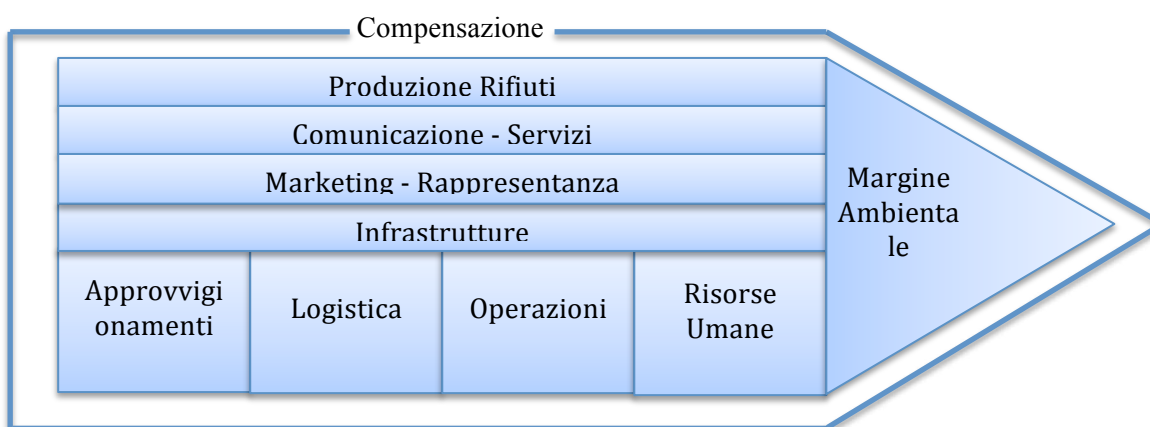 Compensazione
Produzione Rifiuti
Comunicazione - Servizi
Marketing - Rappresentanza
Infrastrutture
Margine
Ambienta
le
Approvvigi
onamenti
Logistica
Operazioni
Risorse
Umane